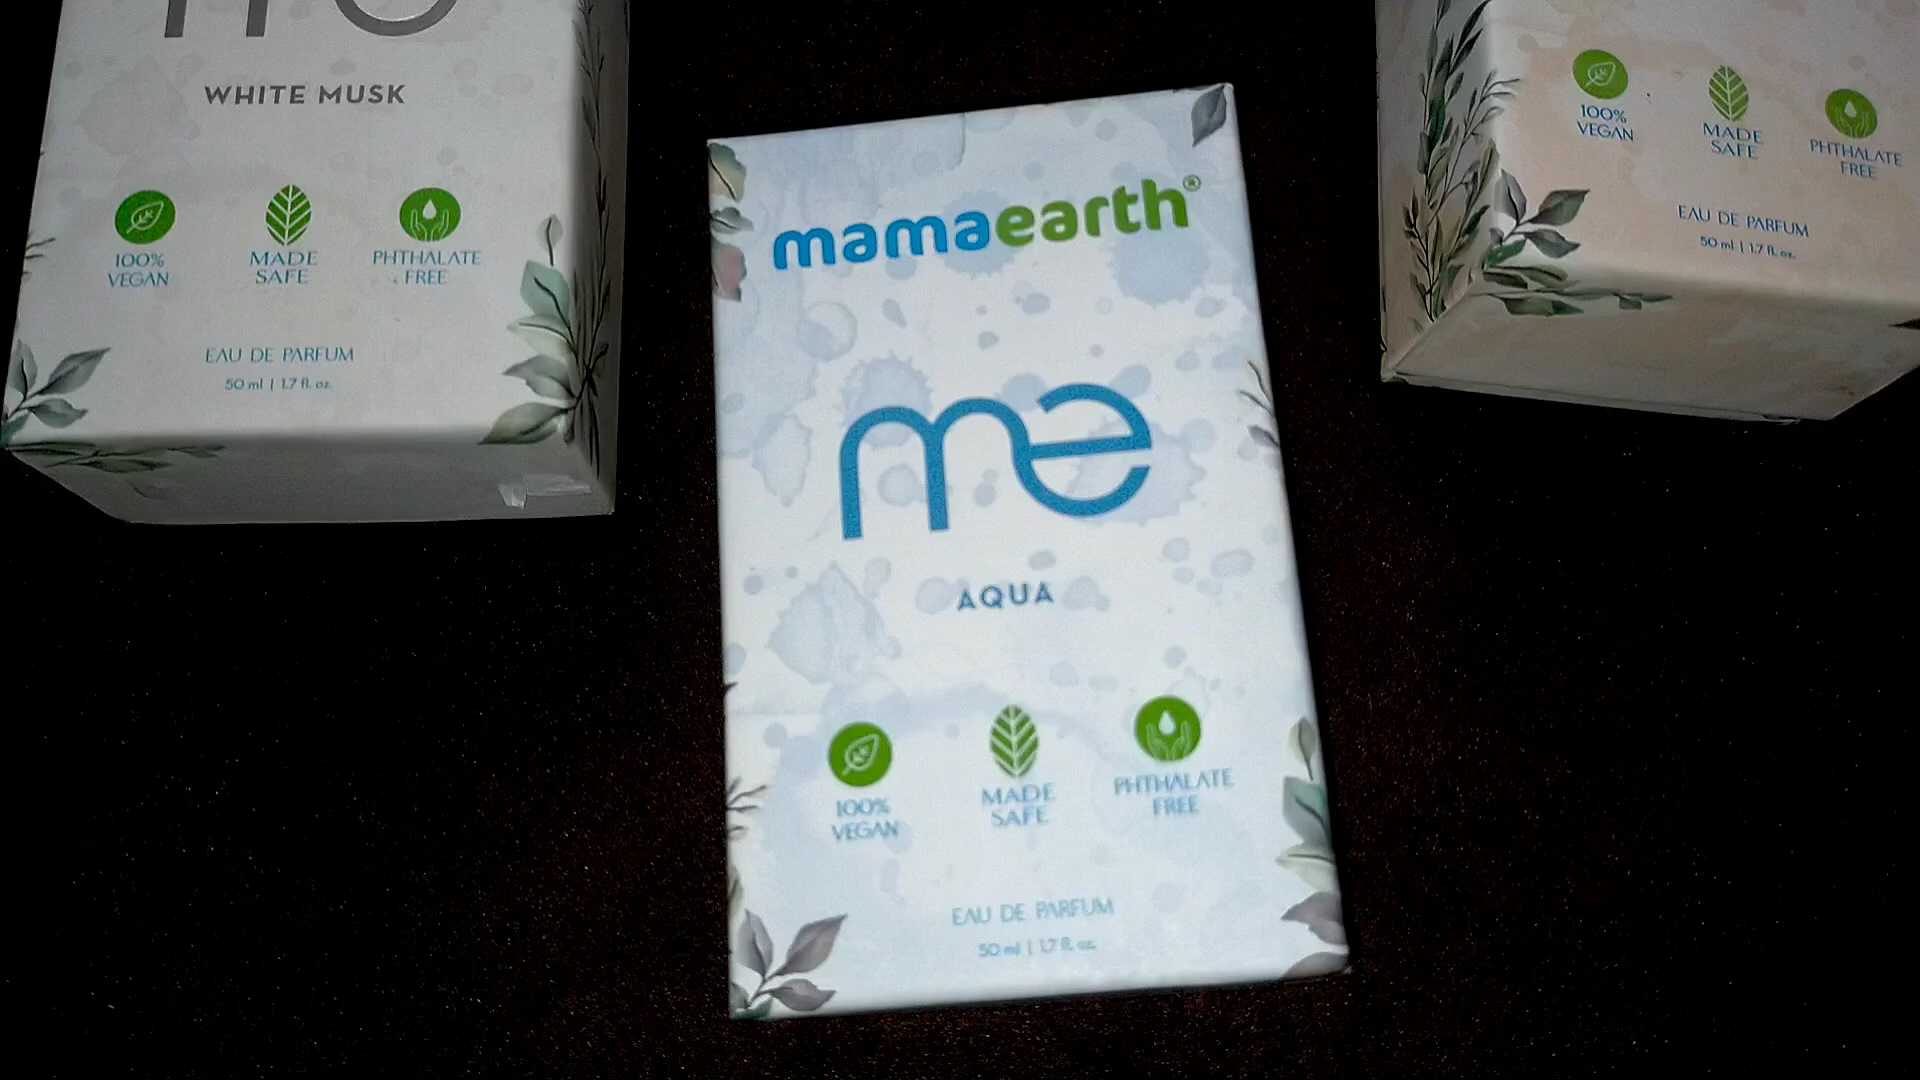 WHITE MUSK
100%
VEGAN
MADE
SAFE
PHTHALATE
FREE
EAU DE PARFUM
50 ml | 1.7 fl. oz.
mamaearth®
me
AQUA
100%
VEGAN
MADE
SAFE
PHTHALATE
FREE
EAU DE PARFUM
50 ml | 1.7 fl. oz.
100%
VEGAN
MADE
SAFE
PHTHALATE
FREE
EAU DE PARFUM
50 ml | 1.7 fl. oz.